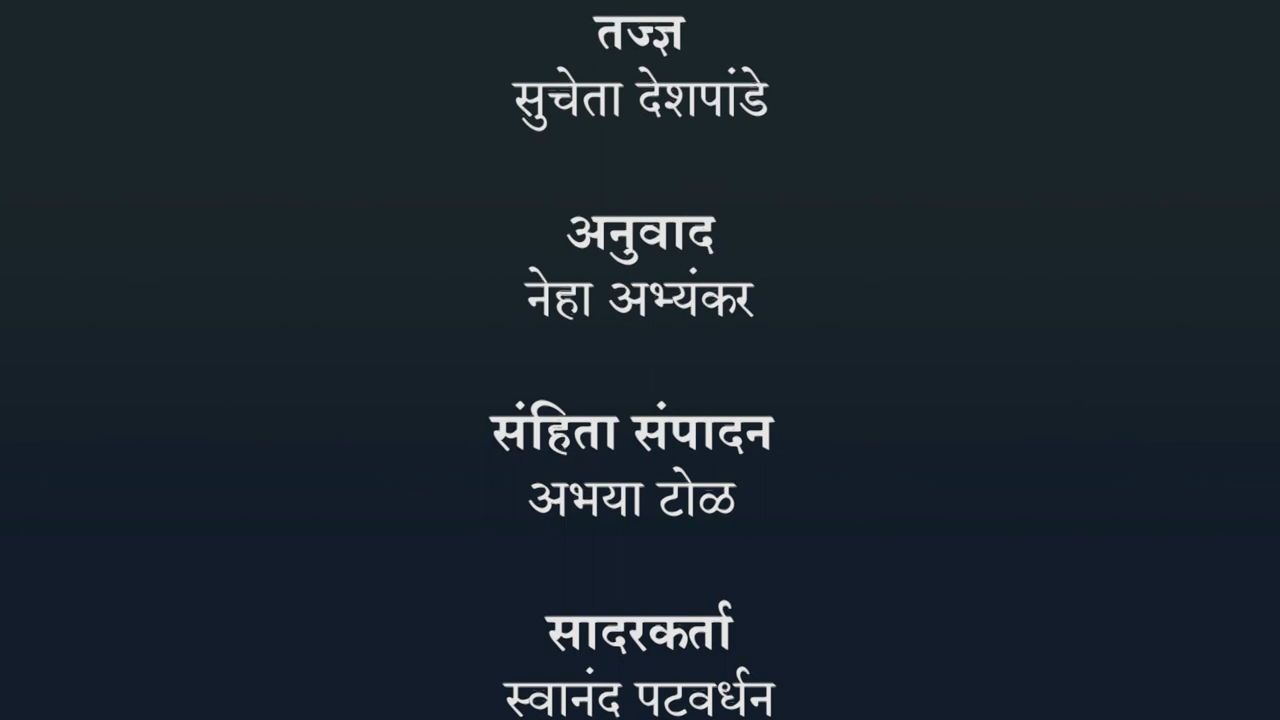 तज्ज्ञ
सुचेता देशपांडे
अनुवाद
नेहा अभ्यंकर
संहिता संपादन
अभया टोळ
सादरकर्ता
स्वानंद पटवर्धन